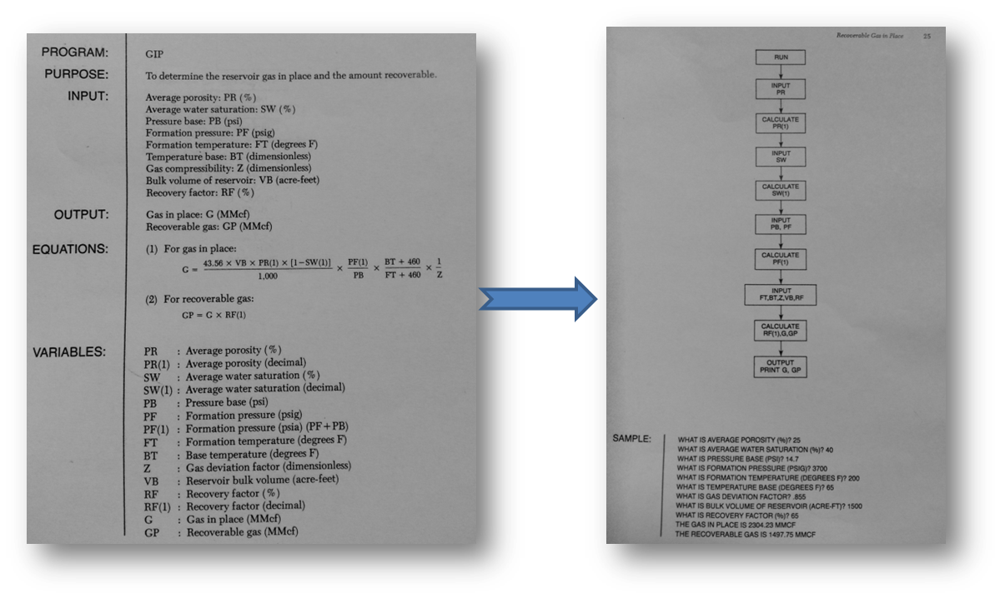 PROGRAM: GIP
PURPOSE: To determine the reservoir gas in place and the amount recoverable.
INPUT: Average porosity: PR (%)
Average water saturation: SW (%)
Pressure base: PB (psi)
Formation pressure: PF (psig)
Formation temperature: FT (degrees F)
Temperature base: BT (dimensionless)
Gas compressibility: Z (dimensionless)
Bulk volume of reservoir: VB (acre-feet)
Recovery factor: RF (%)
OUTPUT: Gas in place: G (MMcf)
Recoverable gas: GP (MMcf)
EQUATIONS: (1) For gas in place:
G = 43.56 × VB × PR(1) × [1−SW(1)] / 1,000 × PF(1) / PB × BT + 460 / FT + 460 × 1 / Z
(2) For recoverable gas:
GP = G × RF(1)
VARIABLES: PR : Average porosity (%)
PR(1) : Average porosity (decimal)
SW : Average water saturation (%)
SW(1) : Average water saturation (decimal)
PB : Pressure base (psi)
PF : Formation pressure (psig)
PF(1) : Formation pressure (psia) (PF+PB)
FT : Formation temperature (degrees F)
BT : Base temperature (degrees F)
Z : Gas deviation factor (dimensionless)
VB : Reservoir bulk volume (acre-feet)
RF : Recovery factor (%)
RF(1) : Recovery factor (decimal)
G : Gas in place (MMcf)
GP : Recoverable gas (MMcf)
Recoverable Gas in Place 25
RUN
INPUT
PR
CALCULATE
PR(1)
INPUT
SW
CALCULATE
SW(1)
INPUT
PB, PF
CALCULATE
PF(1)
INPUT
FT,BT,Z,VB,RF
CALCULATE
RF(1),G,GP
OUTPUT
PRINT G, GP
SAMPLE: WHAT IS AVERAGE POROSITY (%)? 25
WHAT IS AVERAGE WATER SATURATION (%)? 40
WHAT IS PRESSURE BASE (PSI)? 14.7
WHAT IS FORMATION PRESSURE (PSIG)? 3700
WHAT IS FORMATION TEMPERATURE (DEGREES F)? 200
WHAT IS TEMPERATURE BASE (DEGREES F)? 65
WHAT IS GAS DEVIATION FACTOR? .855
WHAT IS BULK VOLUME OF RESERVOIR (ACRE-FT)? 1500
WHAT IS RECOVERY FACTOR (%)? 65
THE GAS IN PLACE IS 2304.23 MMCF
THE RECOVERABLE GAS IS 1497.75 MMCF